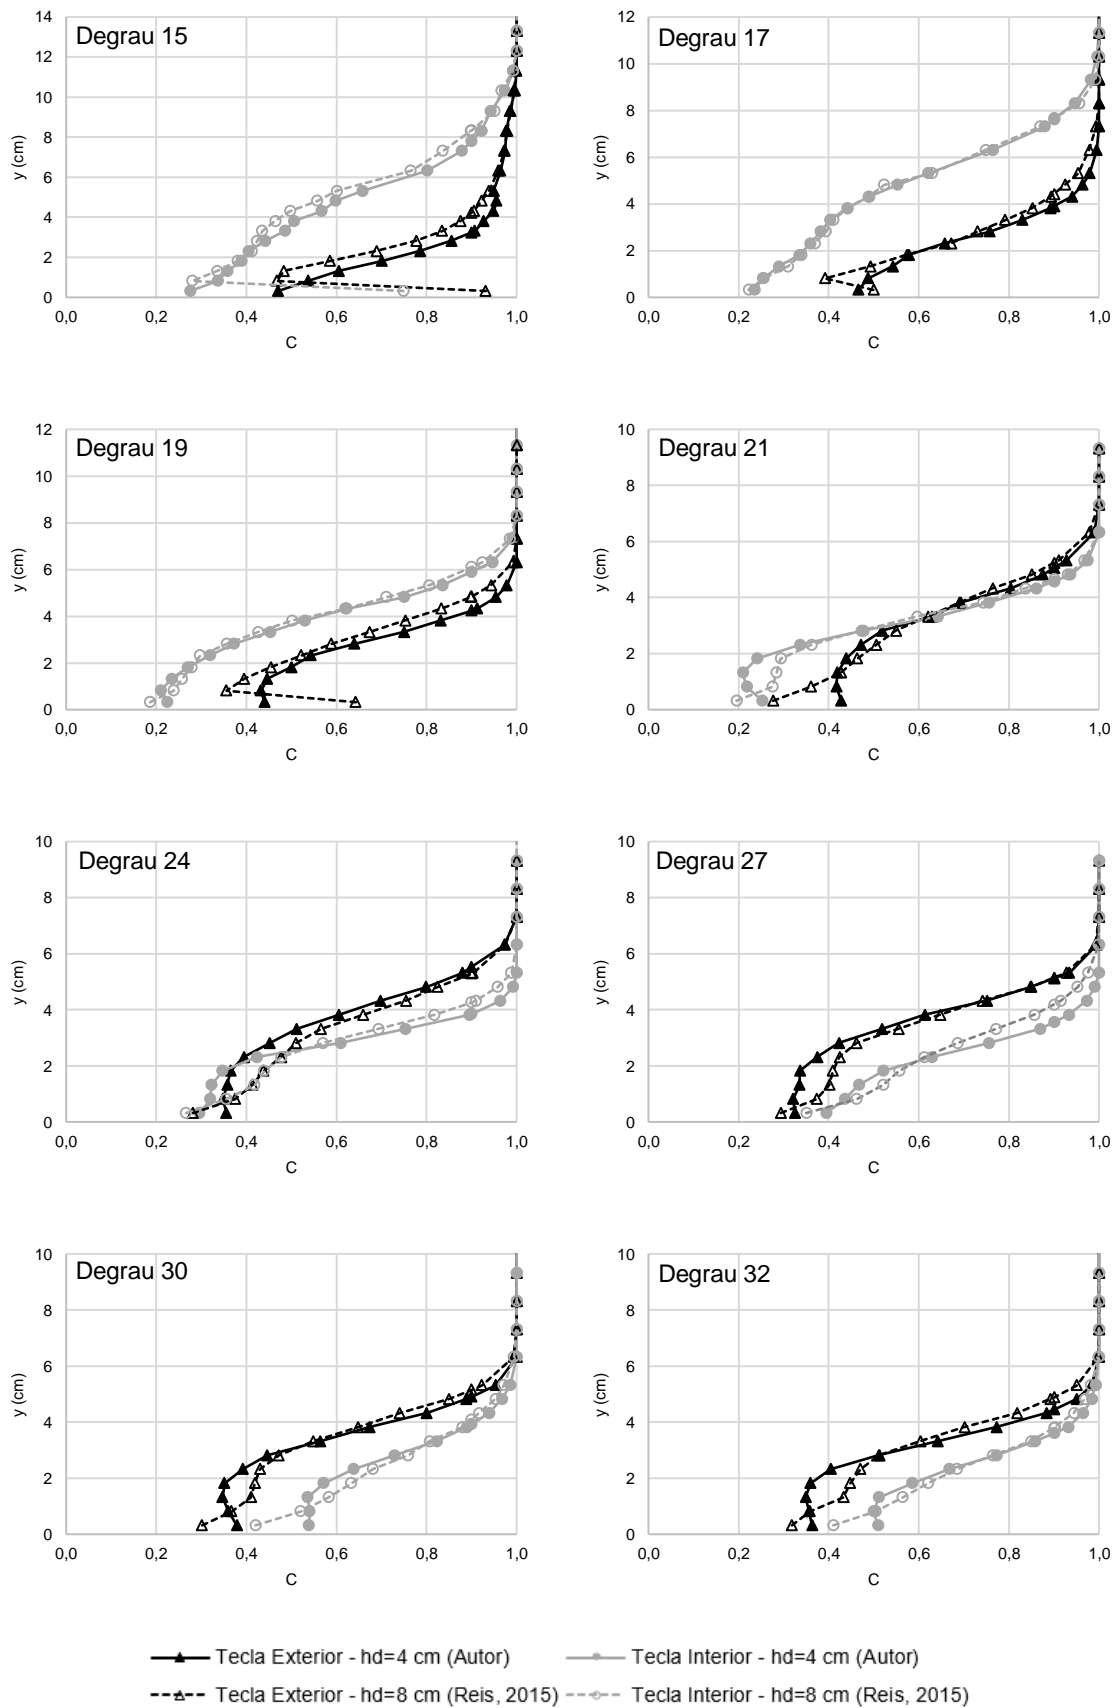 Degrau 15
14
12
10
8
6
4
2
0
y (cm)
0,0 0,2 0,4 0,6 0,8 1,0
C
Degrau 17
12
10
8
6
4
2
0
y (cm)
0,0 0,2 0,4 0,6 0,8 1,0
C
Degrau 19
12
10
8
6
4
2
0
y (cm)
0,0 0,2 0,4 0,6 0,8 1,0
C
Degrau 21
10
8
6
4
2
0
y (cm)
0,0 0,2 0,4 0,6 0,8 1,0
C
Degrau 24
10
8
6
4
2
0
y (cm)
0,0 0,2 0,4 0,6 0,8 1,0
C
Degrau 27
10
8
6
4
2
0
y (cm)
0,0 0,2 0,4 0,6 0,8 1,0
C
Degrau 30
10
8
6
4
2
0
y (cm)
0,0 0,2 0,4 0,6 0,8 1,0
C
Degrau 32
10
8
6
4
2
0
y (cm)
0,0 0,2 0,4 0,6 0,8 1,0
C
Tecla Exterior - hd=4 cm (Autor)
Tecla Interior - hd=4 cm (Autor)
Tecla Exterior - hd=8 cm (Reis, 2015)
Tecla Interior - hd=8 cm (Reis, 2015)